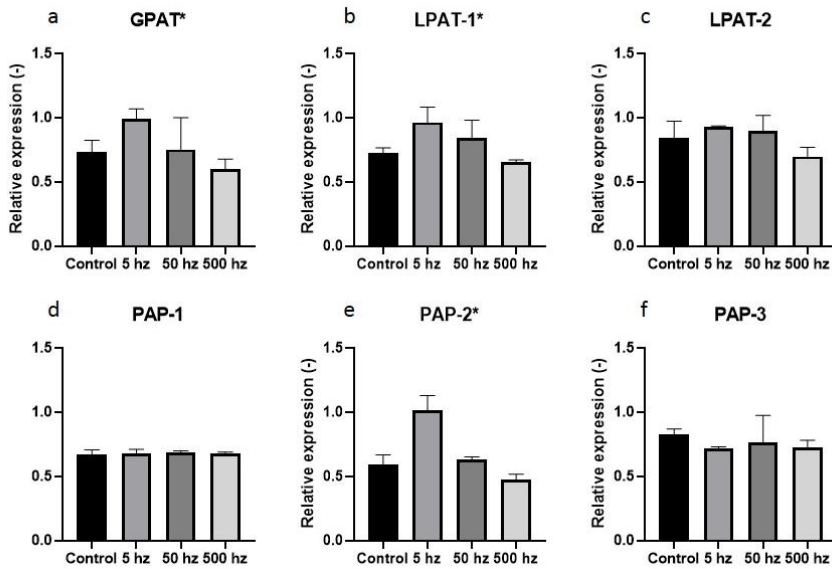 a GPAT*
Relative expression (-)
1.5
1.0
0.5
0.0
Control 5 hz 50 hz 500 hz
b LPAT-1*
Relative expression (-)
1.5
1.0
0.5
0.0
Control 5 hz 50 hz 500 hz
c LPAT-2
Relative expression (-)
1.5
1.0
0.5
0.0
Control 5 hz 50 hz 500 hz
d PAP-1
Relative expression (-)
1.5
1.0
0.5
0.0
Control 5 hz 50 hz 500 hz
e PAP-2*
Relative expression (-)
1.5
1.0
0.5
0.0
Control 5 hz 50 hz 500 hz
f PAP-3
Relative expression (-)
1.5
1.0
0.5
0.0
Control 5 hz 50 hz 500 hz